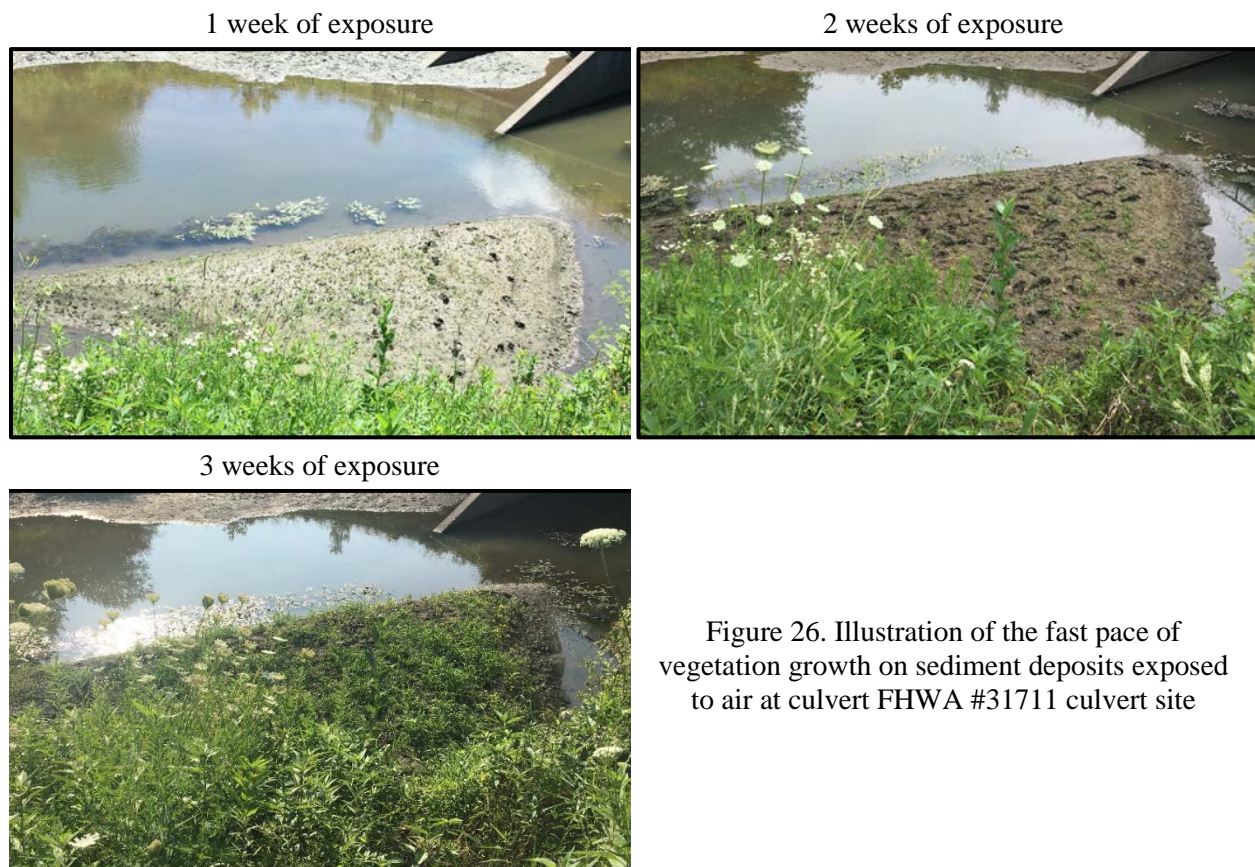 1 week of exposure
2 weeks of exposure
3 weeks of exposure
Figure 26. Illustration of the fast pace of
vegetation growth on sediment deposits exposed
to air at culvert FHWA #31711 culvert site